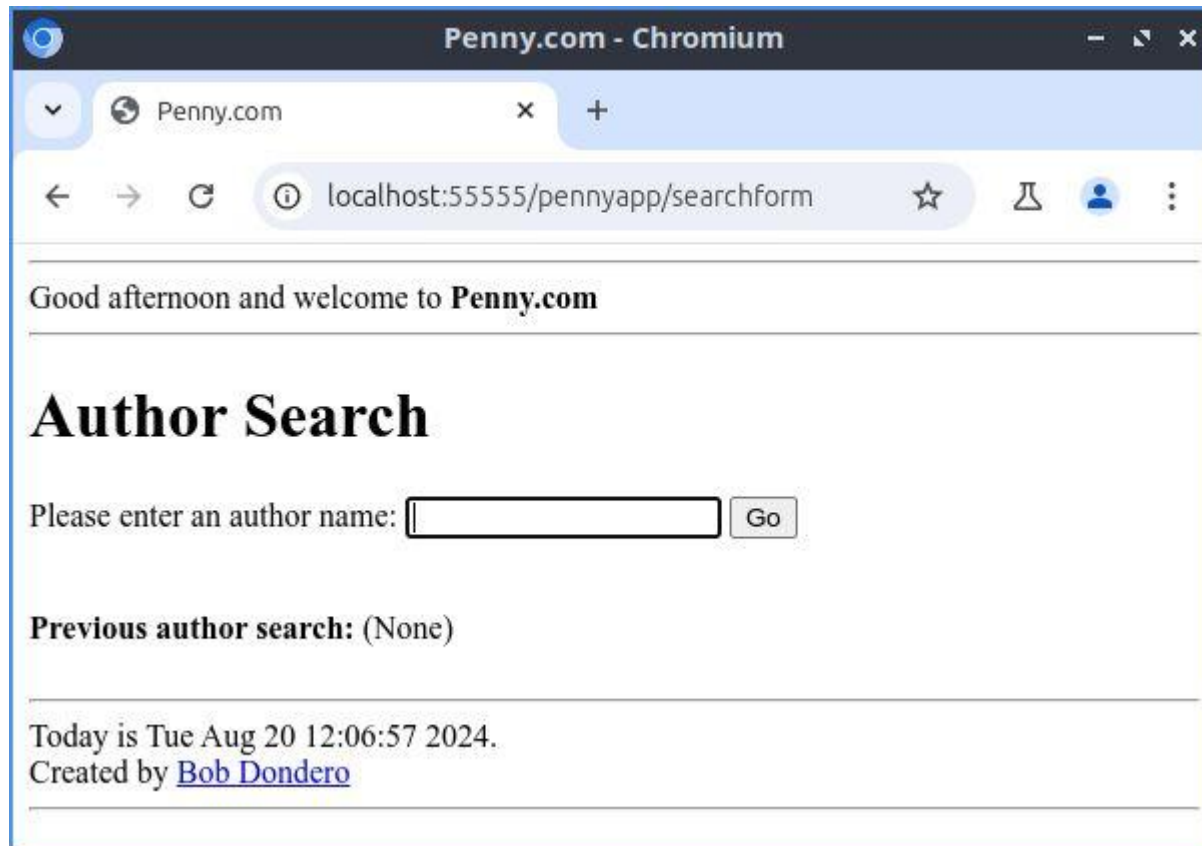 Penny.com - Chromium
Penny.com
localhost:55555/pennyapp/searchform
Good afternoon and welcome to Penny.com
Author Search
Please enter an author name: Go
Previous author search: (None)
Today is Tue Aug 20 12:06:57 2024.
Created by Bob Dondero